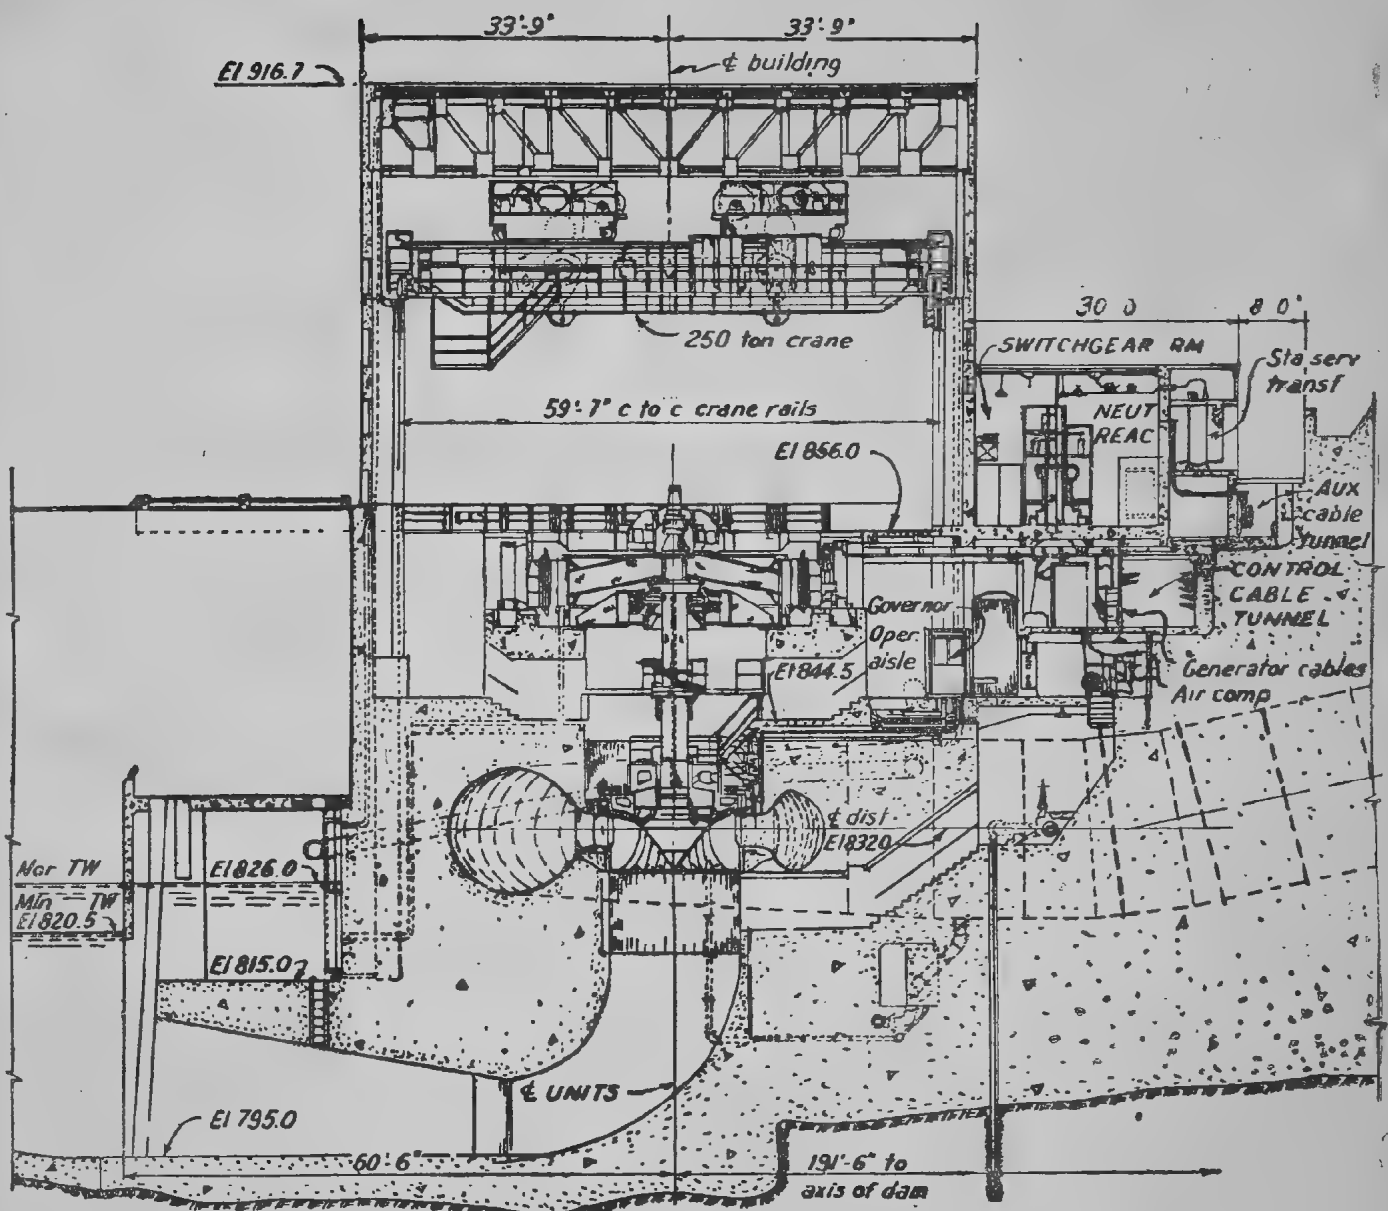 33'-9" 33'-9"
℄ building
El 916.7
250 ton crane
30 0 8 0"
SWITCHGEAR RM
Sta serv
transf
59'-7" c to c crane rails
NEUT
REAC
El 856.0
AUX
cable
tunnel
CONTROL
CABLE
TUNNEL
Governor
Oper.
aisle
El 844.5
Generator cables
Air comp
℄ dist
El 832.0
Nor TW
El 826.0
Min TW
El 820.5
El 815.0
℄ UNITS
El 795.0
60'-6"
191'-6" to
axis of dam